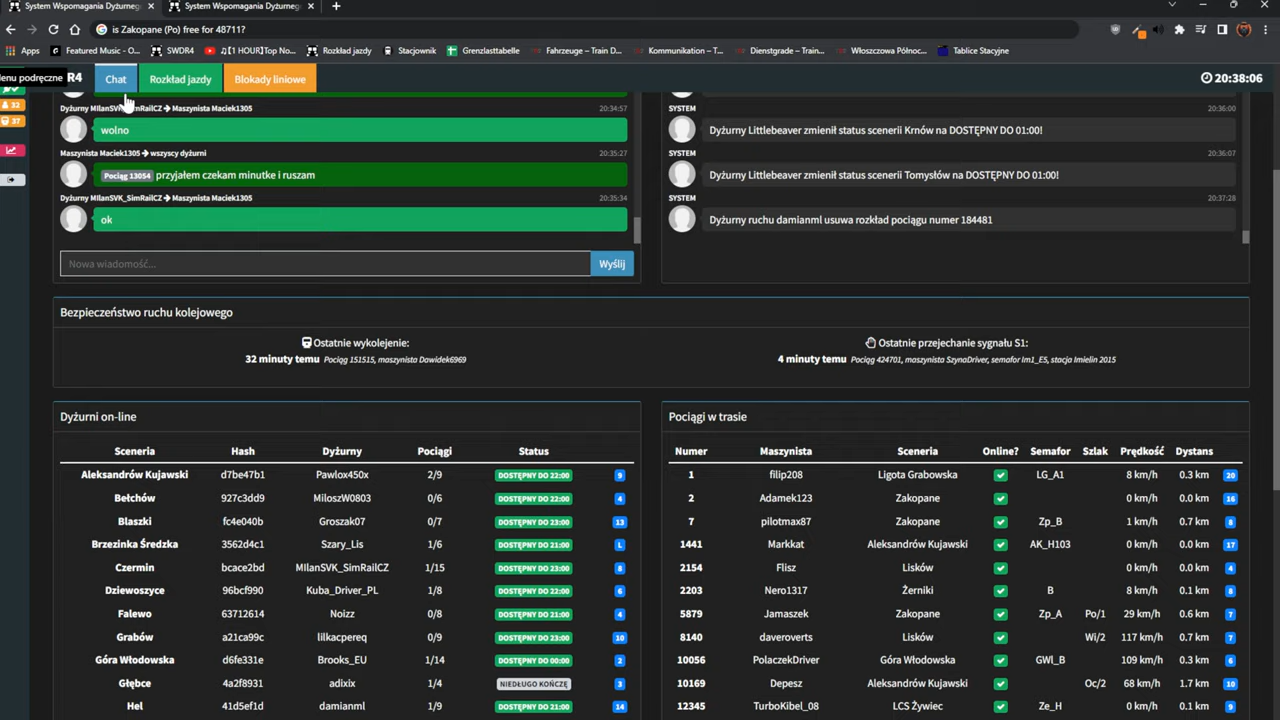 System Wspomagania Dyżurneg
System Wspomagania Dyżurneg
is Zakopane (Po) free for 48711?
Apps
Featured Music - O...
SWDR4
♫[1 HOUR]Top No...
Rozkład jazdy
Stacjownik
Grenzlasttabelle
Fahrzeuge – Train D...
Kommunikation – T...
Dienstgrade – Traind...
Włoszczowa Północ...
Tablice Stacyjne
Menu podręczne
R4
Chat
Rozkład jazdy
Blokady liniowe
20:38:06
32
37
Dyżurny MIlanSVK_SimRailCZ → Maszynista Maciek1305
20:34:57
wolno
Maszynista Maciek1305 → wszyscy dyżurni
20:35:27
Pociąg 13054 przyjałem czekam minutke i ruszam
Dyżurny MIlanSVK_SimRailCZ → Maszynista Maciek1305
20:35:34
ok
Nowa wiadomość...
Wyślij
SYSTEM
20:36:00
Dyżurny Littlebeaver zmienił status scenerii Krnów na DOSTĘPNY DO 01:00!
SYSTEM
20:36:07
Dyżurny Littlebeaver zmienił status scenerii Tomysłów na DOSTĘPNY DO 01:00!
SYSTEM
20:37:28
Dyżurny ruchu damianml usuwa rozkład pociągu numer 184481
Bezpieczeństwo ruchu kolejowego
Ostatnie wykolejenie:
32 minuty temu Pociąg 151515, maszynista Dawidek6969
Ostatnie przejechanie sygnału S1:
4 minuty temu Pociąg 424701, maszynista SzynaDriver, semafor Im1_E5, stacja Imielin 2015
Dyżurni on-line
Sceneria Hash Dyżurny Pociągi Status
Aleksandrów Kujawski d7be47b1 Pawlox450x 2/9 DOSTĘPNY DO 22:00 9
Bełchów 927c3dd9 MiloszW0803 0/6 DOSTĘPNY DO 22:00 4
Blaszki fc4e040b Groszak07 0/7 DOSTĘPNY DO 23:00 13
Brzezinka Średzka 3562d4c1 Szary_Lis 1/6 DOSTĘPNY DO 21:00 L
Czermin bcace2bd MIlanSVK_SimRailCZ 1/15 DOSTĘPNY DO 23:00 8
Dziewoszyce 96bcf990 Kuba_Driver_PL 1/8 DOSTĘPNY DO 22:00 6
Falewo 63712614 Noizz 0/8 DOSTĘPNY DO 21:00 4
Grabów a21ca99c lilkacpereq 0/9 DOSTĘPNY DO 23:00 10
Góra Włodowska d6fe331e Brooks_EU 1/14 DOSTĘPNY DO 00:00 2
Głębce 4a2f8931 adixix 1/4 NIEDŁUGO KOŃCZĘ 3
Hel 41d5ef1d damianml 1/9 DOSTĘPNY DO 21:00 14
Pociągi w trasie
Numer Maszynista Sceneria Online? Semafor Szlak Prędkość Dystans
1 filip208 Ligota Grabowska LG_A1 8 km/h 0.3 km 20
2 Adamek123 Zakopane 0 km/h 0.0 km 16
7 pilotmax87 Zakopane Zp_B 1 km/h 0.7 km 8
1441 Markkat Aleksandrów Kujawski AK_H103 0 km/h 0.0 km 17
2154 Flisz Lisków 0 km/h 0.0 km 4
2203 Nero1317 Żerniki B 8 km/h 0.1 km 8
5879 Jamaszek Zakopane Zp_A Po/1 29 km/h 0.6 km 7
8140 daveroverts Lisków Wi/2 117 km/h 0.7 km 7
10056 PolaczekDriver Góra Włodowska GWl_B 109 km/h 0.3 km 6
10169 Depesz Aleksandrów Kujawski Oc/2 68 km/h 1.7 km 10
12345 TurboKibel_08 LCS Żywiec Ze_H 0 km/h 0.1 km 9